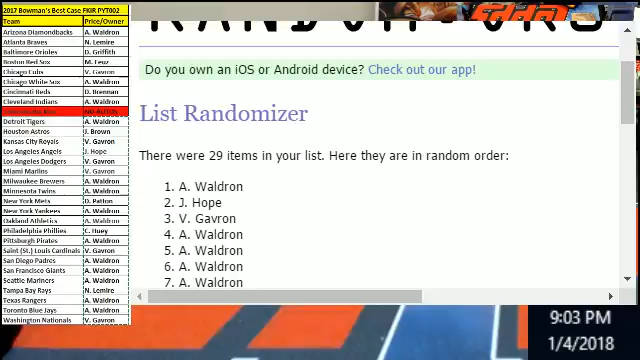 2017 Bowman's Best Case FKIR PYT002
Team Price/Owner
Arizona Diamondbacks A. Waldron
Atlanta Braves N. Lemire
Baltimore Orioles D. Griffith
Boston Red Sox M. Feuz
Chicago Cubs V. Gavron
Chicago White Sox A. Waldron
Cincinnati Reds D. Brennan
Cleveland Indians A. Waldron
Detroit Tigers A. Waldron
Houston Astros J. Brown
Kansas City Royals V. Gavron
Los Angeles Angels J. Hope
Los Angeles Dodgers V. Gavron
Miami Marlins V. Gavron
Milwaukee Brewers A. Waldron
Minnesota Twins A. Waldron
New York Mets D. Patton
New York Yankees A. Waldron
Oakland Athletics A. Waldron
Philadelphia Phillies C. Huey
Pittsburgh Pirates A. Waldron
Saint (St.) Louis Cardinals V. Gavron
San Diego Padres A. Waldron
San Francisco Giants A. Waldron
Seattle Mariners A. Waldron
Tampa Bay Rays N. Lemire
Texas Rangers A. Waldron
Toronto Blue Jays A. Waldron
Washington Nationals V. Gavron
Do you own an iOS or Android device? Check out our app!
List Randomizer
There were 29 items in your list. Here they are in random order:
1. A. Waldron
2. J. Hope
3. V. Gavron
4. A. Waldron
5. A. Waldron
6. A. Waldron
7. A. Waldron
9:03 PM
1/4/2018